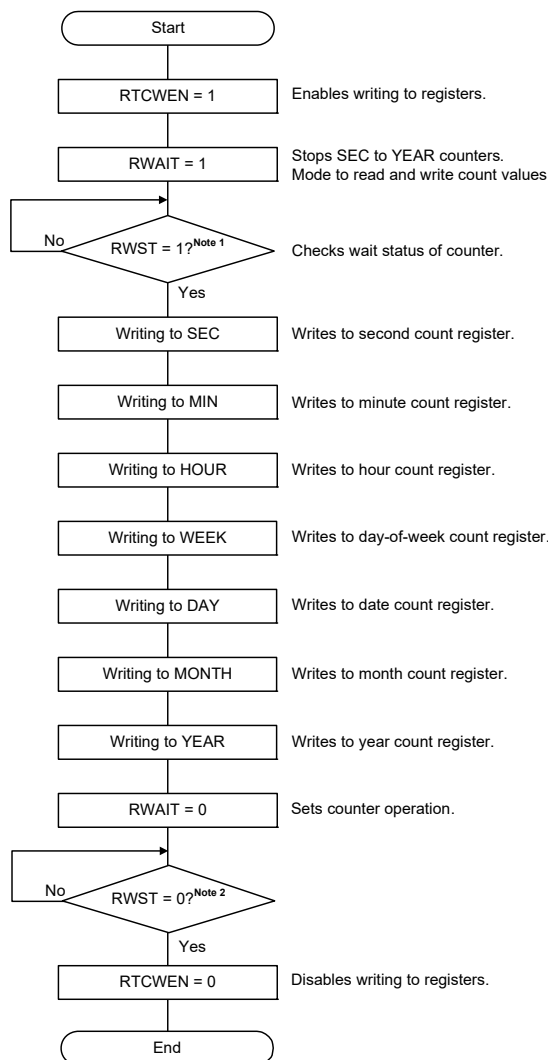 Start
RTCWEN = 1
Enables writing to registers.
RWAIT = 1
Stops SEC to YEAR counters.
Mode to read and write count values
No
RWST = 1?Note 1
Checks wait status of counter.
Yes
Writing to SEC
Writes to second count register.
Writing to MIN
Writes to minute count register.
Writing to HOUR
Writes to hour count register.
Writing to WEEK
Writes to day-of-week count register.
Writing to DAY
Writes to date count register.
Writing to MONTH
Writes to month count register.
Writing to YEAR
Writes to year count register.
RWAIT = 0
Sets counter operation.
No
RWST = 0?Note 2
Yes
RTCWEN = 0
Disables writing to registers.
End